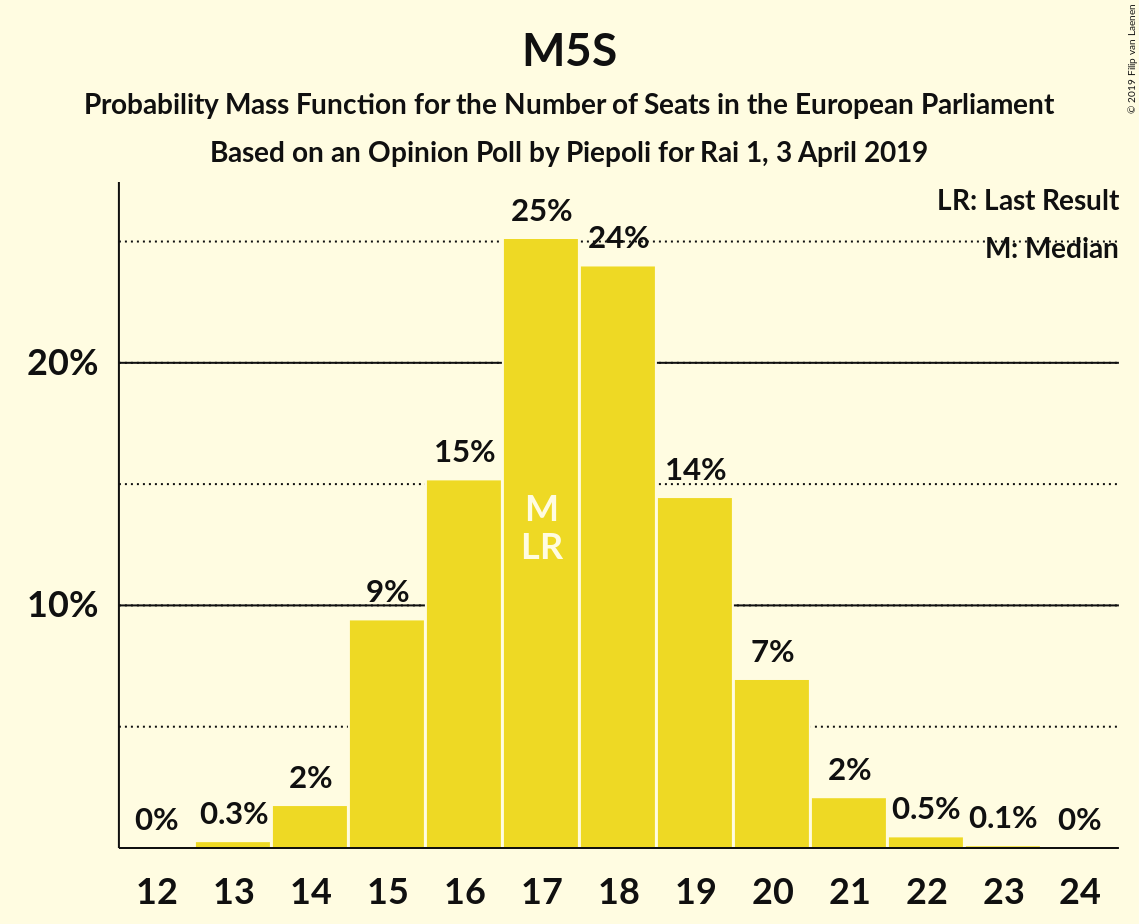 M5S
Probability Mass Function for the Number of Seats in the European Parliament
Based on an Opinion Poll by Piepoli for Rai 1, 3 April 2019
© 2019 Filip van Laenen
LR: Last Result
M: Median
20%
10%
0%
0.3%
2%
9%
15%
25%
24%
14%
7%
2%
0.5%
0.1%
0%
M
LR
12 13 14 15 16 17 18 19 20 21 22 23 24